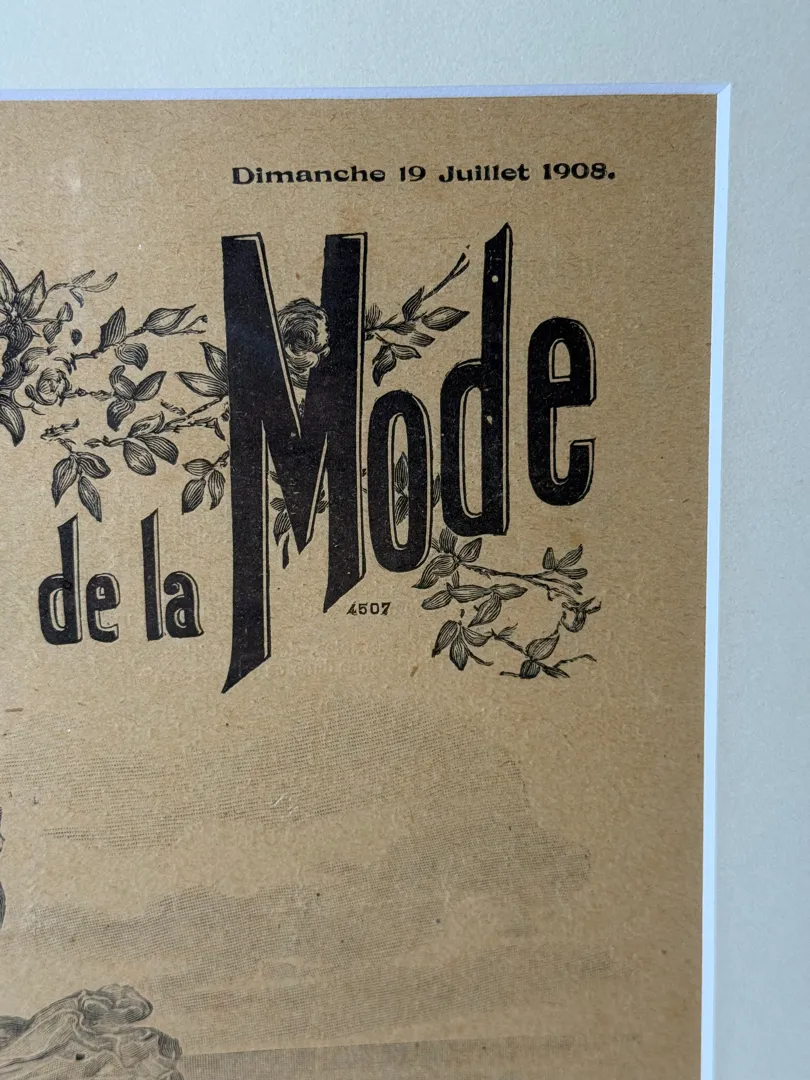 Dimanche 19 Juillet 1908.
de la Mode
4507